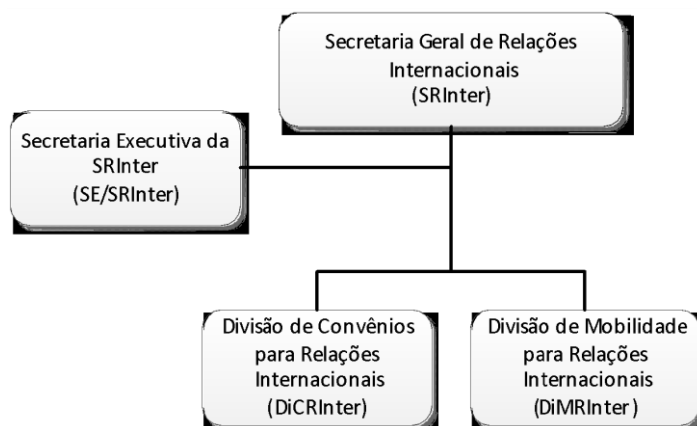 Secretaria Geral de Relações
Internacionais
(SRInter)
Secretaria Executiva da
SRInter
(SE/SRInter)
Divisão de Convênios
para Relações
Internacionais
(DiCRInter)
Divisão de Mobilidade
para Relações
Internacionais
(DiMRInter)